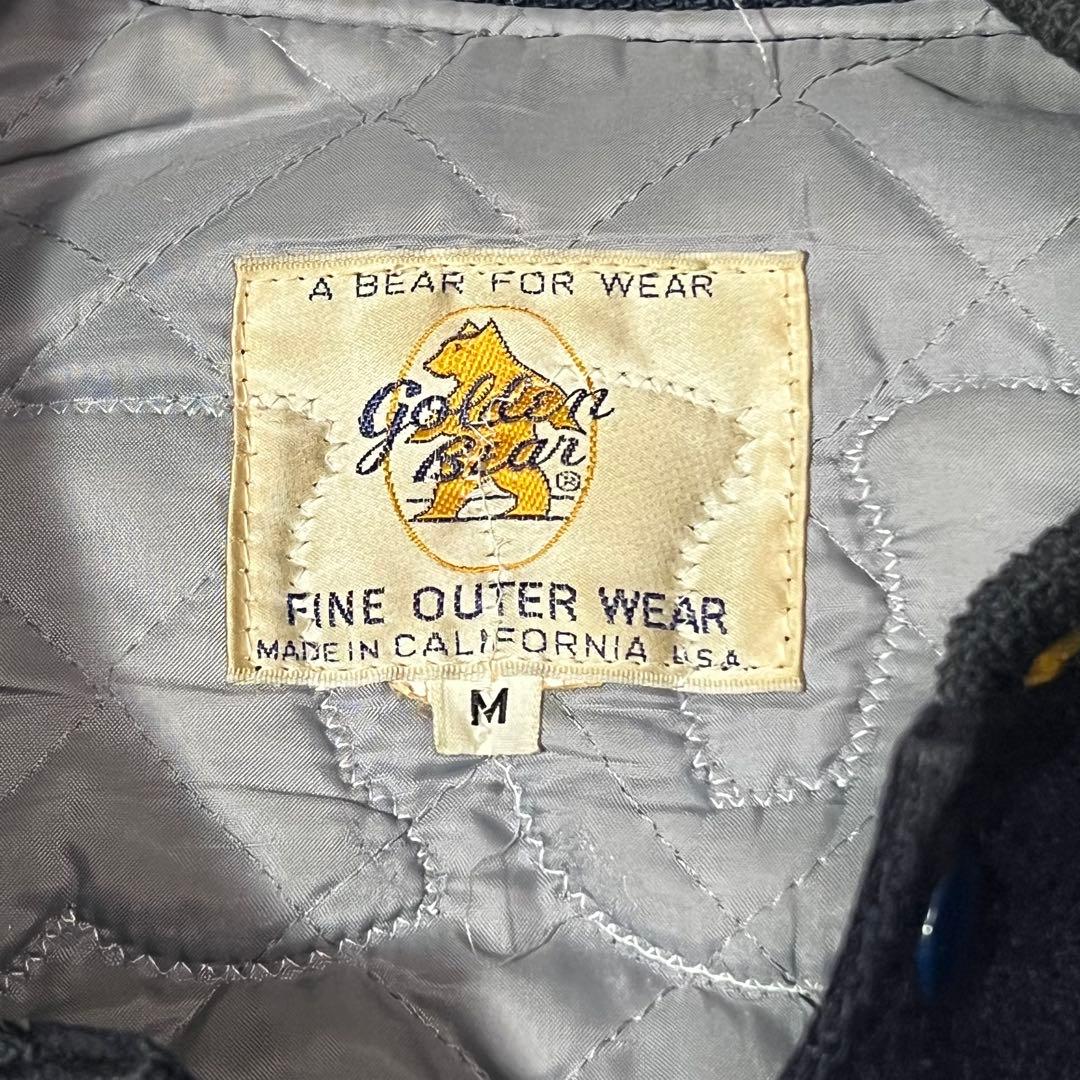 A BEAR FOR WEAR
Golden
Bear
®
FINE OUTER WEAR
MADE IN CALIFORNIA U.S.A.
M